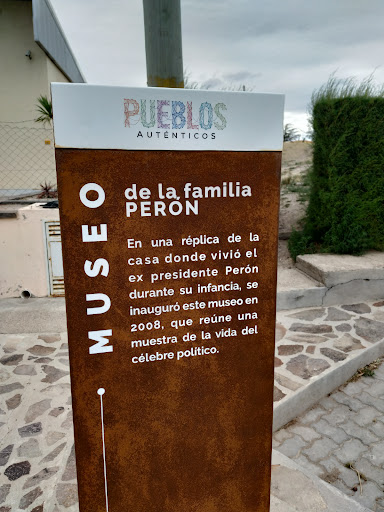 PUEBLOS
AUTÉNTICOS
MUSEO
de la familia
PERÓN
En una réplica de la
casa donde vivió el
ex presidente Perón
durante su infancia, se
inauguró este museo en
2008, que reúne una
muestra de la vida del
célebre político.